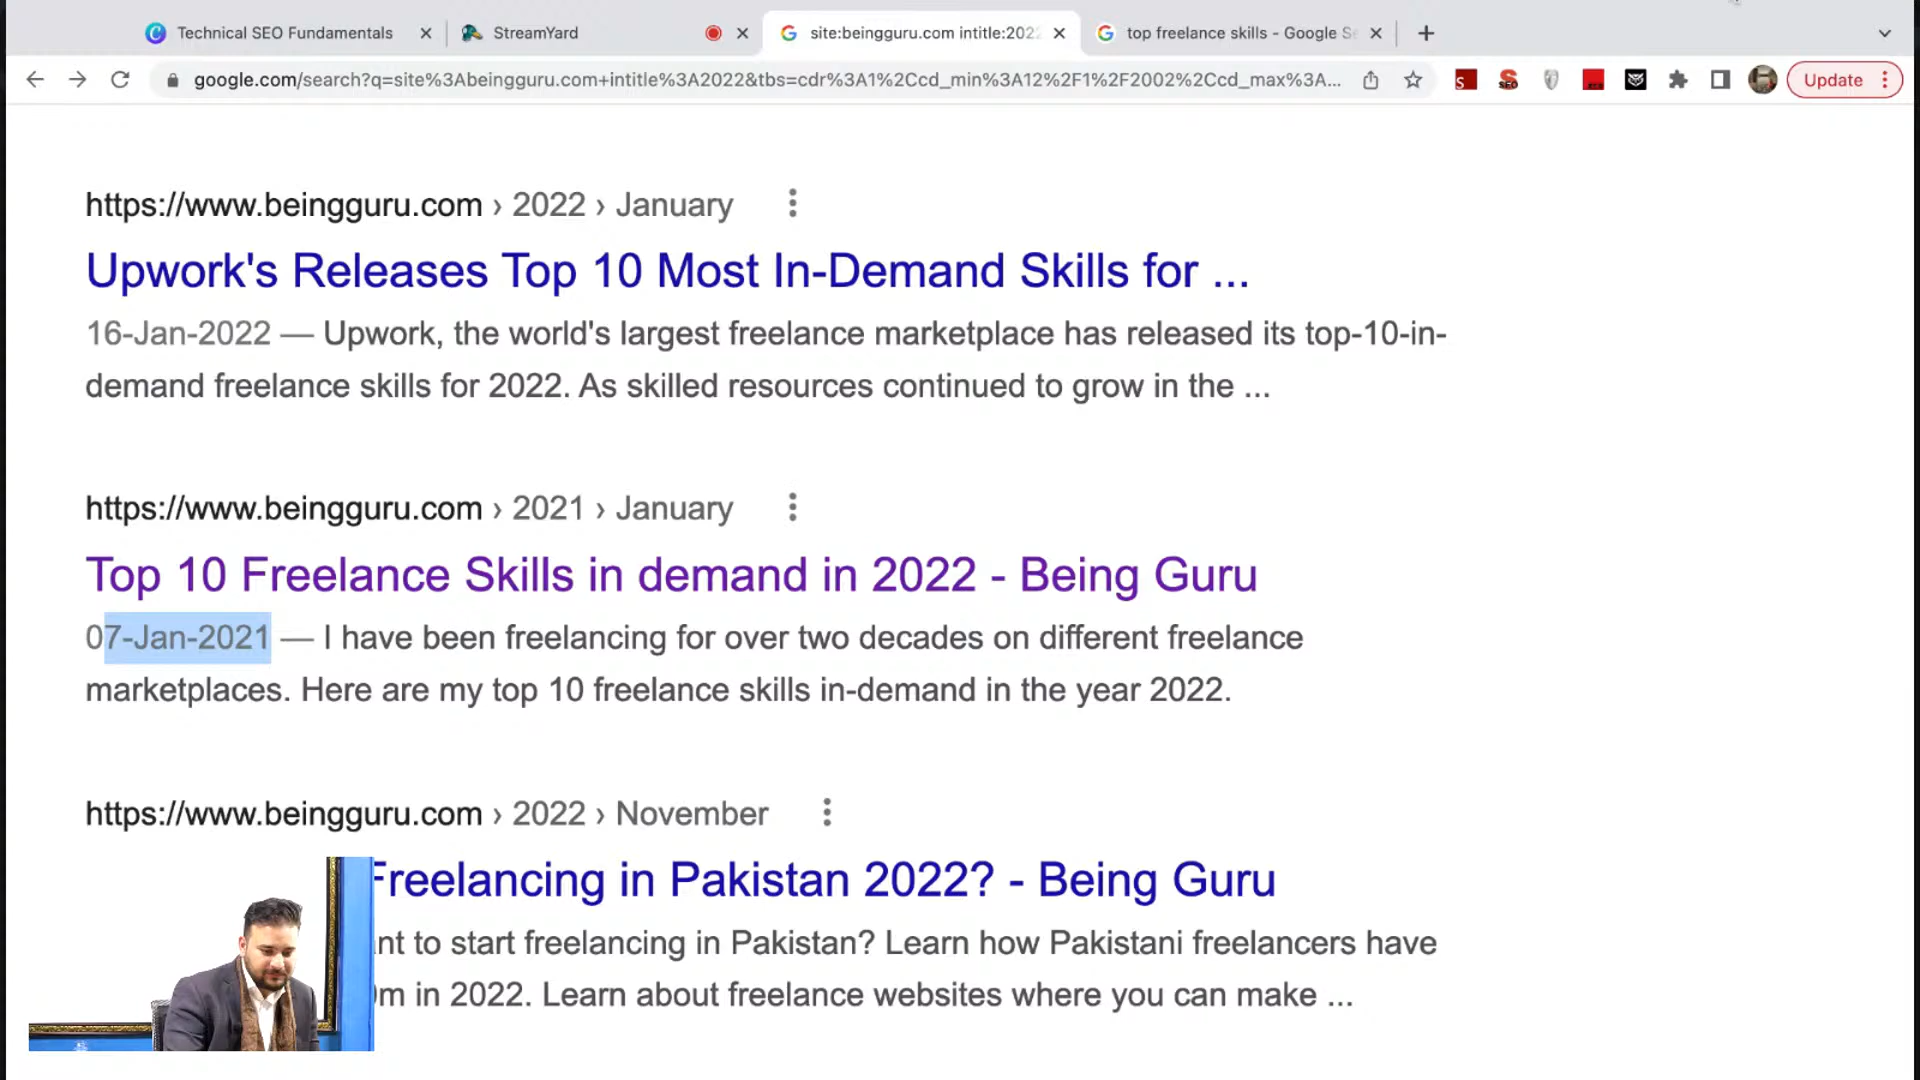 Technical SEO Fundamentals
StreamYard
site:beingguru.com intitle:202
top freelance skills - Google Se
google.com/search?q=site%3Abeingguru.com+intitle%3A2022&tbs=cdr%3A1%2Ccd_min%3A12%2F1%2F2002%2Ccd_max%3A...
Update
https://www.beingguru.com › 2022 › January
Upwork's Releases Top 10 Most In-Demand Skills for ...
16-Jan-2022 — Upwork, the world's largest freelance marketplace has released its top-10-in-
demand freelance skills for 2022. As skilled resources continued to grow in the ...
https://www.beingguru.com › 2021 › January
Top 10 Freelance Skills in demand in 2022 - Being Guru
07-Jan-2021 — I have been freelancing for over two decades on different freelance
marketplaces. Here are my top 10 freelance skills in-demand in the year 2022.
https://www.beingguru.com › 2022 › November
Freelancing in Pakistan 2022? - Being Guru
nt to start freelancing in Pakistan? Learn how Pakistani freelancers have
m in 2022. Learn about freelance websites where you can make ...